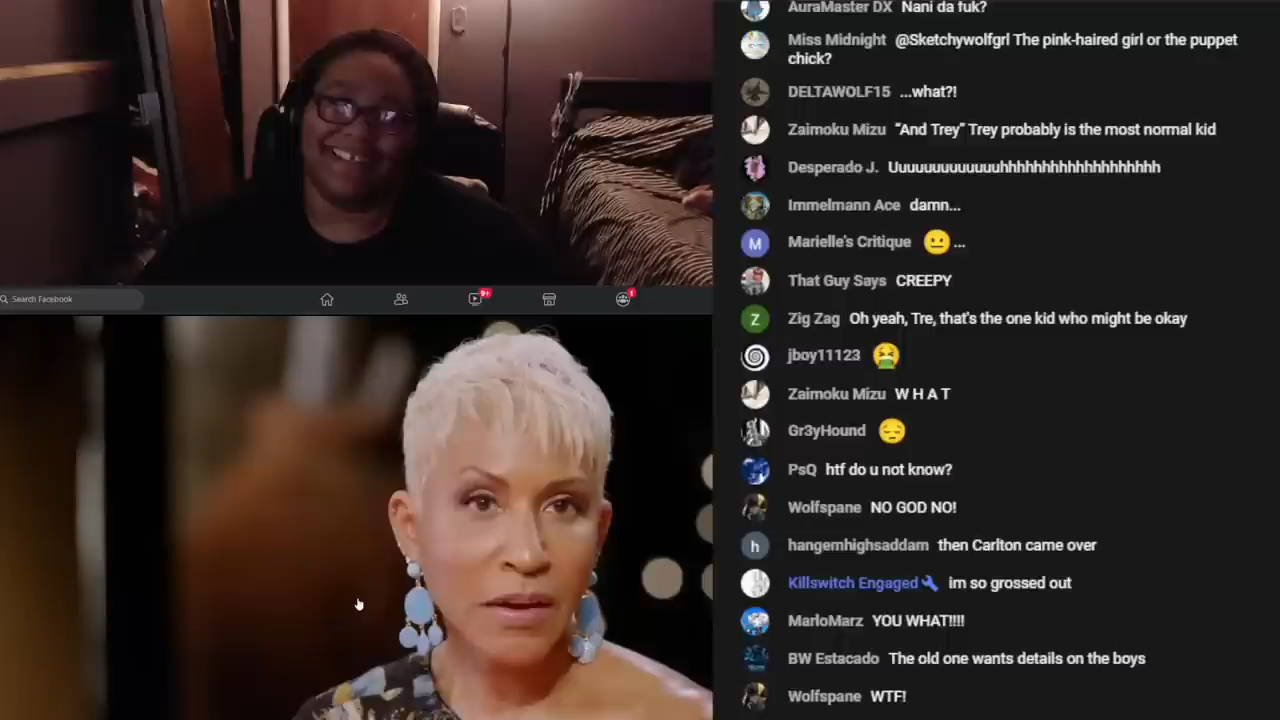 AuraMaster DX Nani da fuk?
Miss Midnight @Sketchywolfgrl The pink-haired girl or the puppet
chick?
DELTAWOLF15 ...what?!
Zaimoku Mizu "And Trey" Trey probably is the most normal kid
Desperado J. Uuuuuuuuuuuuuhhhhhhhhhhhhhhhhhhh
Immelmann Ace damn...
M Marielle's Critique 😐 ...
That Guy Says CREEPY
Search Facebook
9+
1
Z Zig Zag Oh yeah, Tre, that's the one kid who might be okay
jboy11123 🤮
Zaimoku Mizu W H A T
Gr3yHound 😔
PsQ htf do u not know?
Wolfspane NO GOD NO!
h hangemhighsaddam then Carlton came over
Killswitch Engaged im so grossed out
MarloMarz YOU WHAT!!!!
BW Estacado The old one wants details on the boys
Wolfspane WTF!